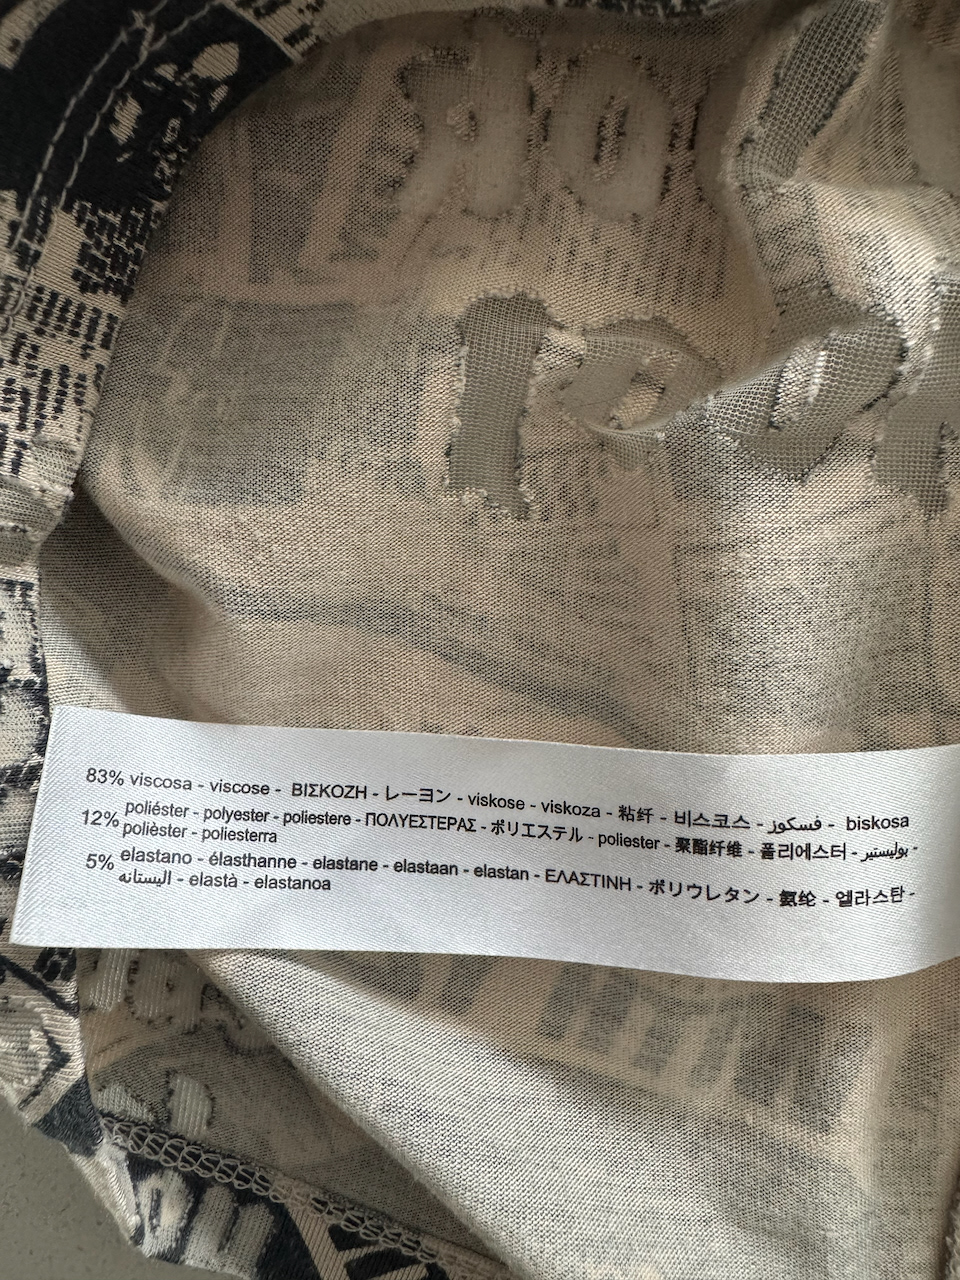 83% viscosa - viscose - ΒΙΣΚΟΖΗ - レーヨン - viskose - viskoza - 粘纤 - 비스코스 - فسكوز - biskosa
12% poliéster - polyester - poliestere - ΠΟΛΥΕΣΤΕΡΑΣ - ポリエステル - poliester - 聚酯纤维 - 폴리에스터 - بوليستير -
polièster - poliesterra
5% elastano - élasthanne - elastane - elastaan - elastan - ΕΛΑΣΤΙΝΗ - ポリウレタン - 氨纶 - 엘라스탄 -
اليستانه - elastà - elastanoa